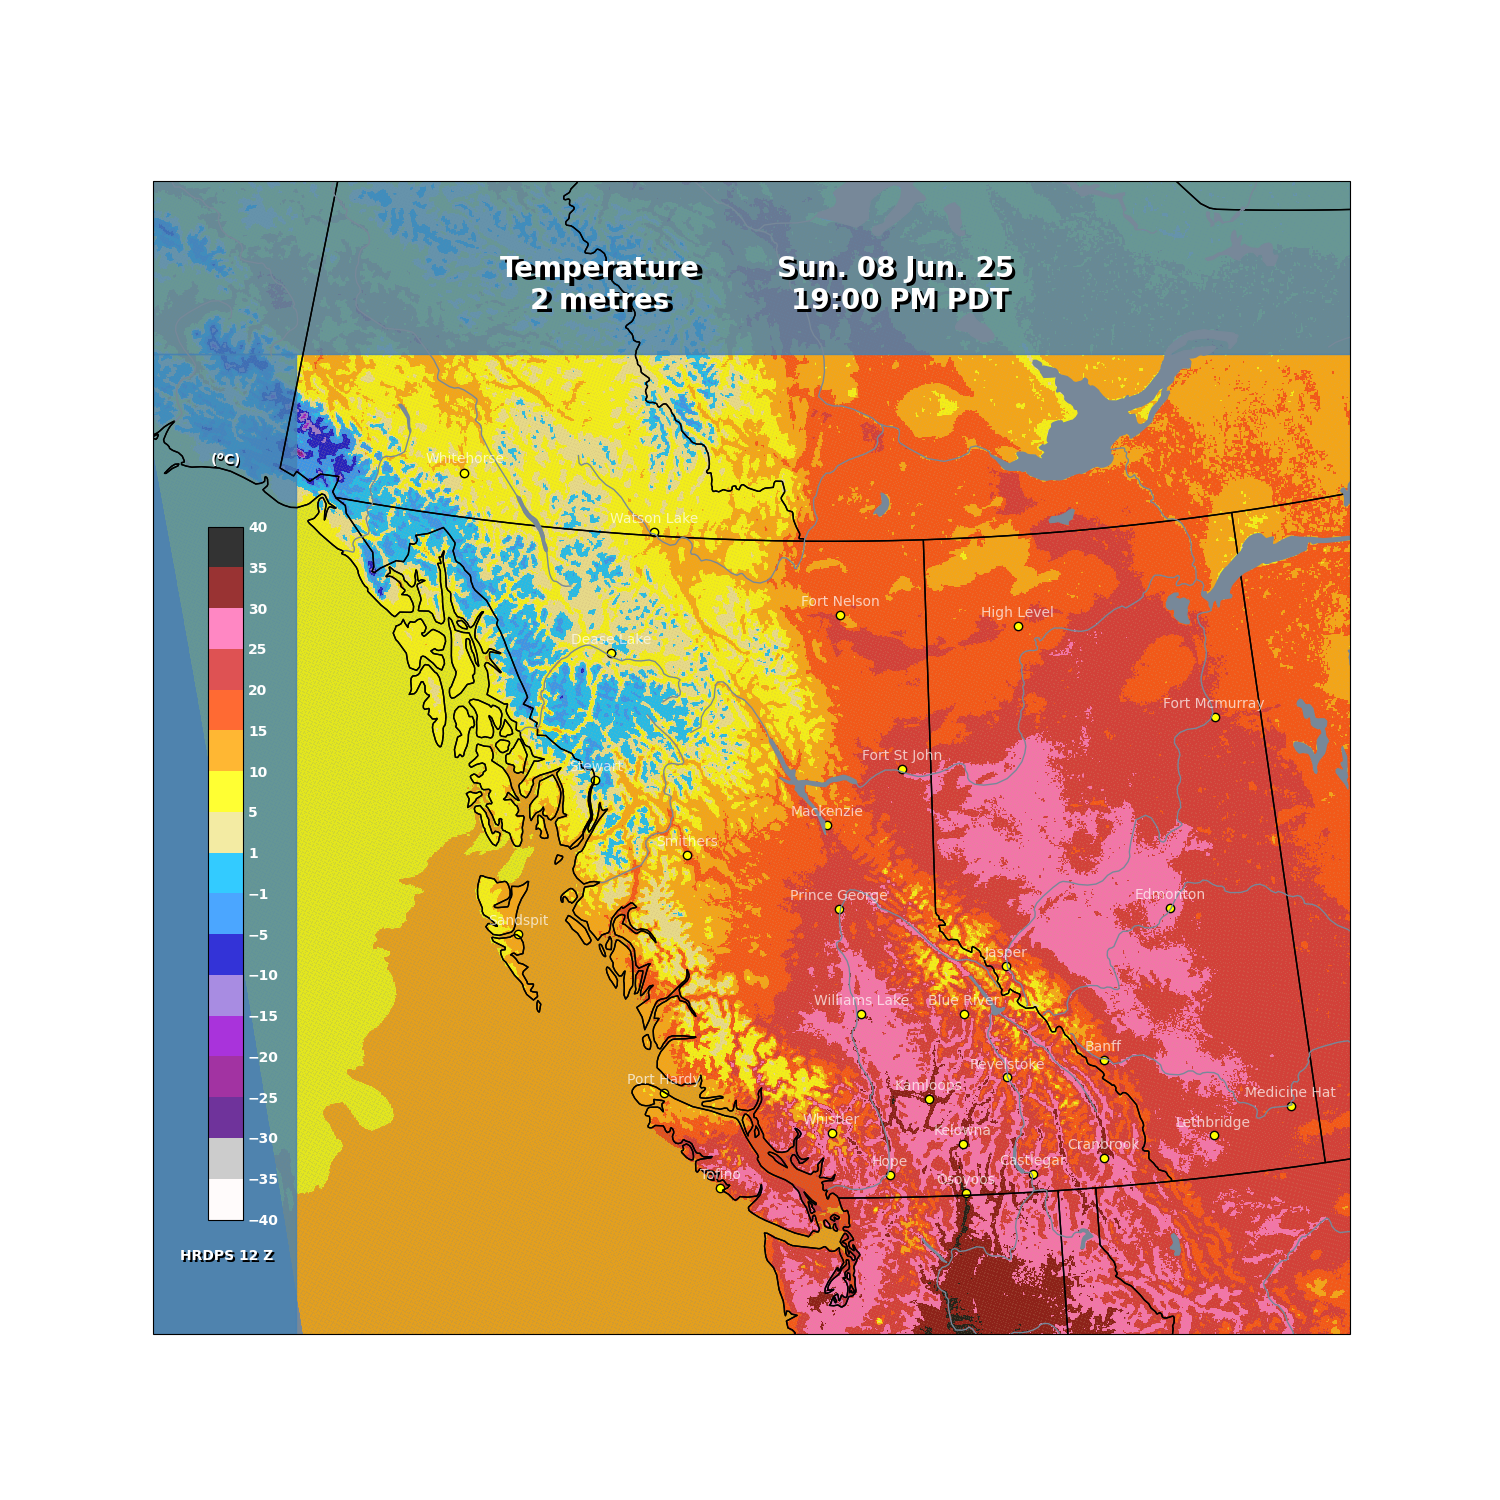 Temperature
2 metres
Sun. 08 Jun. 25
19:00 PM PDT
(°C)
40
35
30
25
20
15
10
5
1
−1
−5
−10
−15
−20
−25
−30
−35
−40
HRDPS 12 Z
Whitehorse
Watson Lake
Fort Nelson
High Level
Dease Lake
Fort Mcmurray
Fort St John
Stewart
Mackenzie
Smithers
Prince George
Edmonton
Sandspit
Jasper
Williams Lake
Blue River
Banff
Revelstoke
Port Hardy
Kamloops
Medicine Hat
Whistler
Lethbridge
Kelowna
Cranbrook
Hope
Castlegar
Tofino
Osoyoos